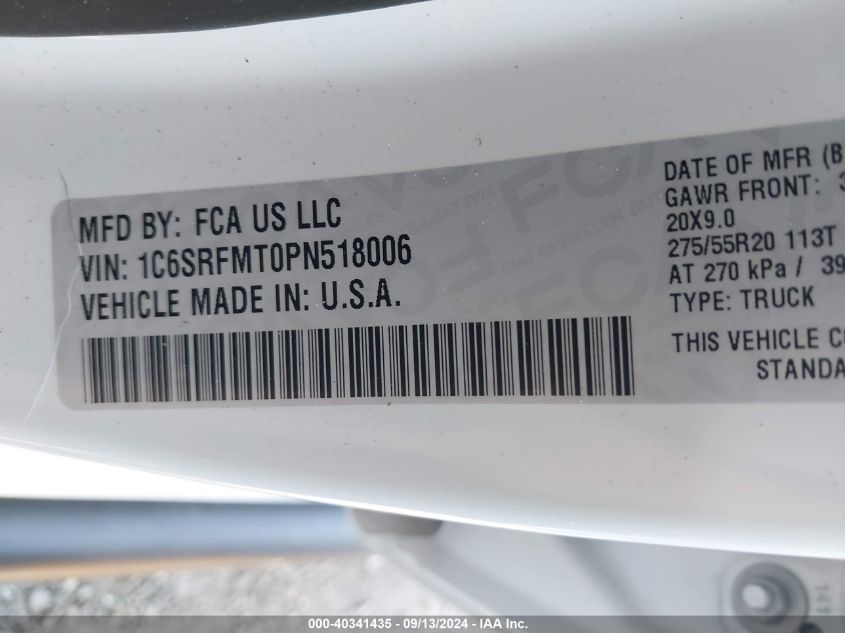 MFD BY: FCA US LLC
VIN: 1C6SRFMT0PN518006
VEHICLE MADE IN: U.S.A.
DATE OF MFR (B
GAWR FRONT: 3
20X9.0
275/55R20 113T
AT 270 kPa / 39
TYPE: TRUCK
THIS VEHICLE CO
STANDA
000-40341435 - 09/13/2024 - IAA, Inc.